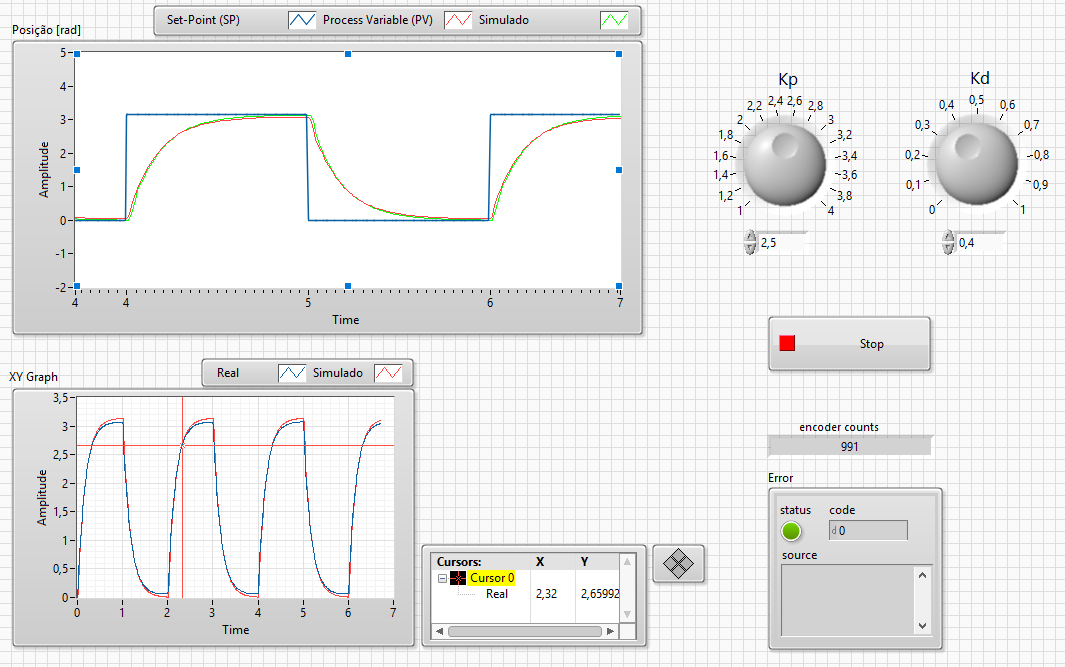 Set-Point (SP) Process Variable (PV) Simulado
Posição [rad]
5
4
3
2
1
0
-1
-2
Amplitude
4 4 5 6 7
Time
Kp
1 1,2 1,4 1,6 1,8 2 2,2 2,4 2,6 2,8 3 3,2 3,4 3,6 3,8 4
2,5
Kd
0 0,1 0,2 0,3 0,4 0,5 0,6 0,7 0,8 0,9 1
0,4
Stop
Real Simulado
XY Graph
3,5
3
2,5
2
1,5
1
0,5
0
Amplitude
0 1 2 3 4 5 6 7
Time
Cursors: X Y
Cursor 0
Real 2,32 2,65992
encoder counts
991
Error
status code
d 0
source